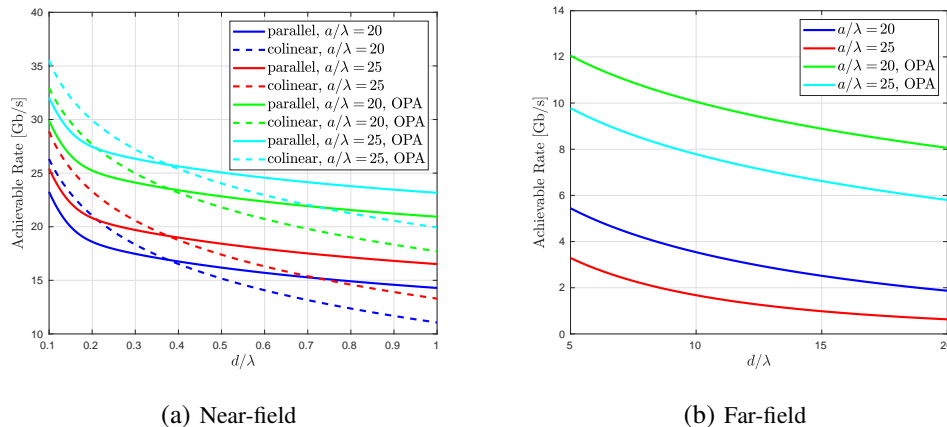 40
35
30
25
20
15
10
0.1 0.2 0.3 0.4 0.5 0.6 0.7 0.8 0.9 1
d/λ
Achievable Rate [Gb/s]
parallel, a/λ = 20
colinear, a/λ = 20
parallel, a/λ = 25
colinear, a/λ = 25
parallel, a/λ = 20, OPA
colinear, a/λ = 20, OPA
parallel, a/λ = 25, OPA
colinear, a/λ = 25, OPA
(a) Near-field
14
12
10
8
6
4
2
0
5 10 15 20
d/λ
Achievable Rate [Gb/s]
a/λ = 20
a/λ = 25
a/λ = 20, OPA
a/λ = 25, OPA
(b) Far-field